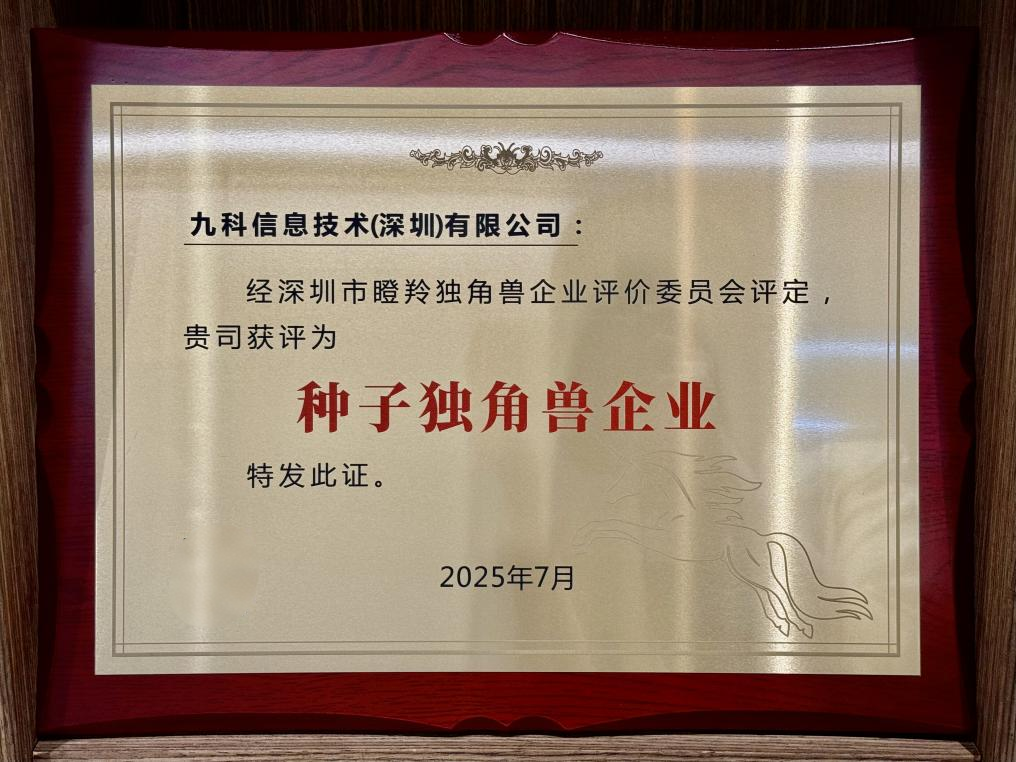 九科信息技术(深圳)有限公司：
经深圳市瞪羚独角兽企业评价委员会评定，
贵司获评为
种子独角兽企业
特发此证。
2025年7月